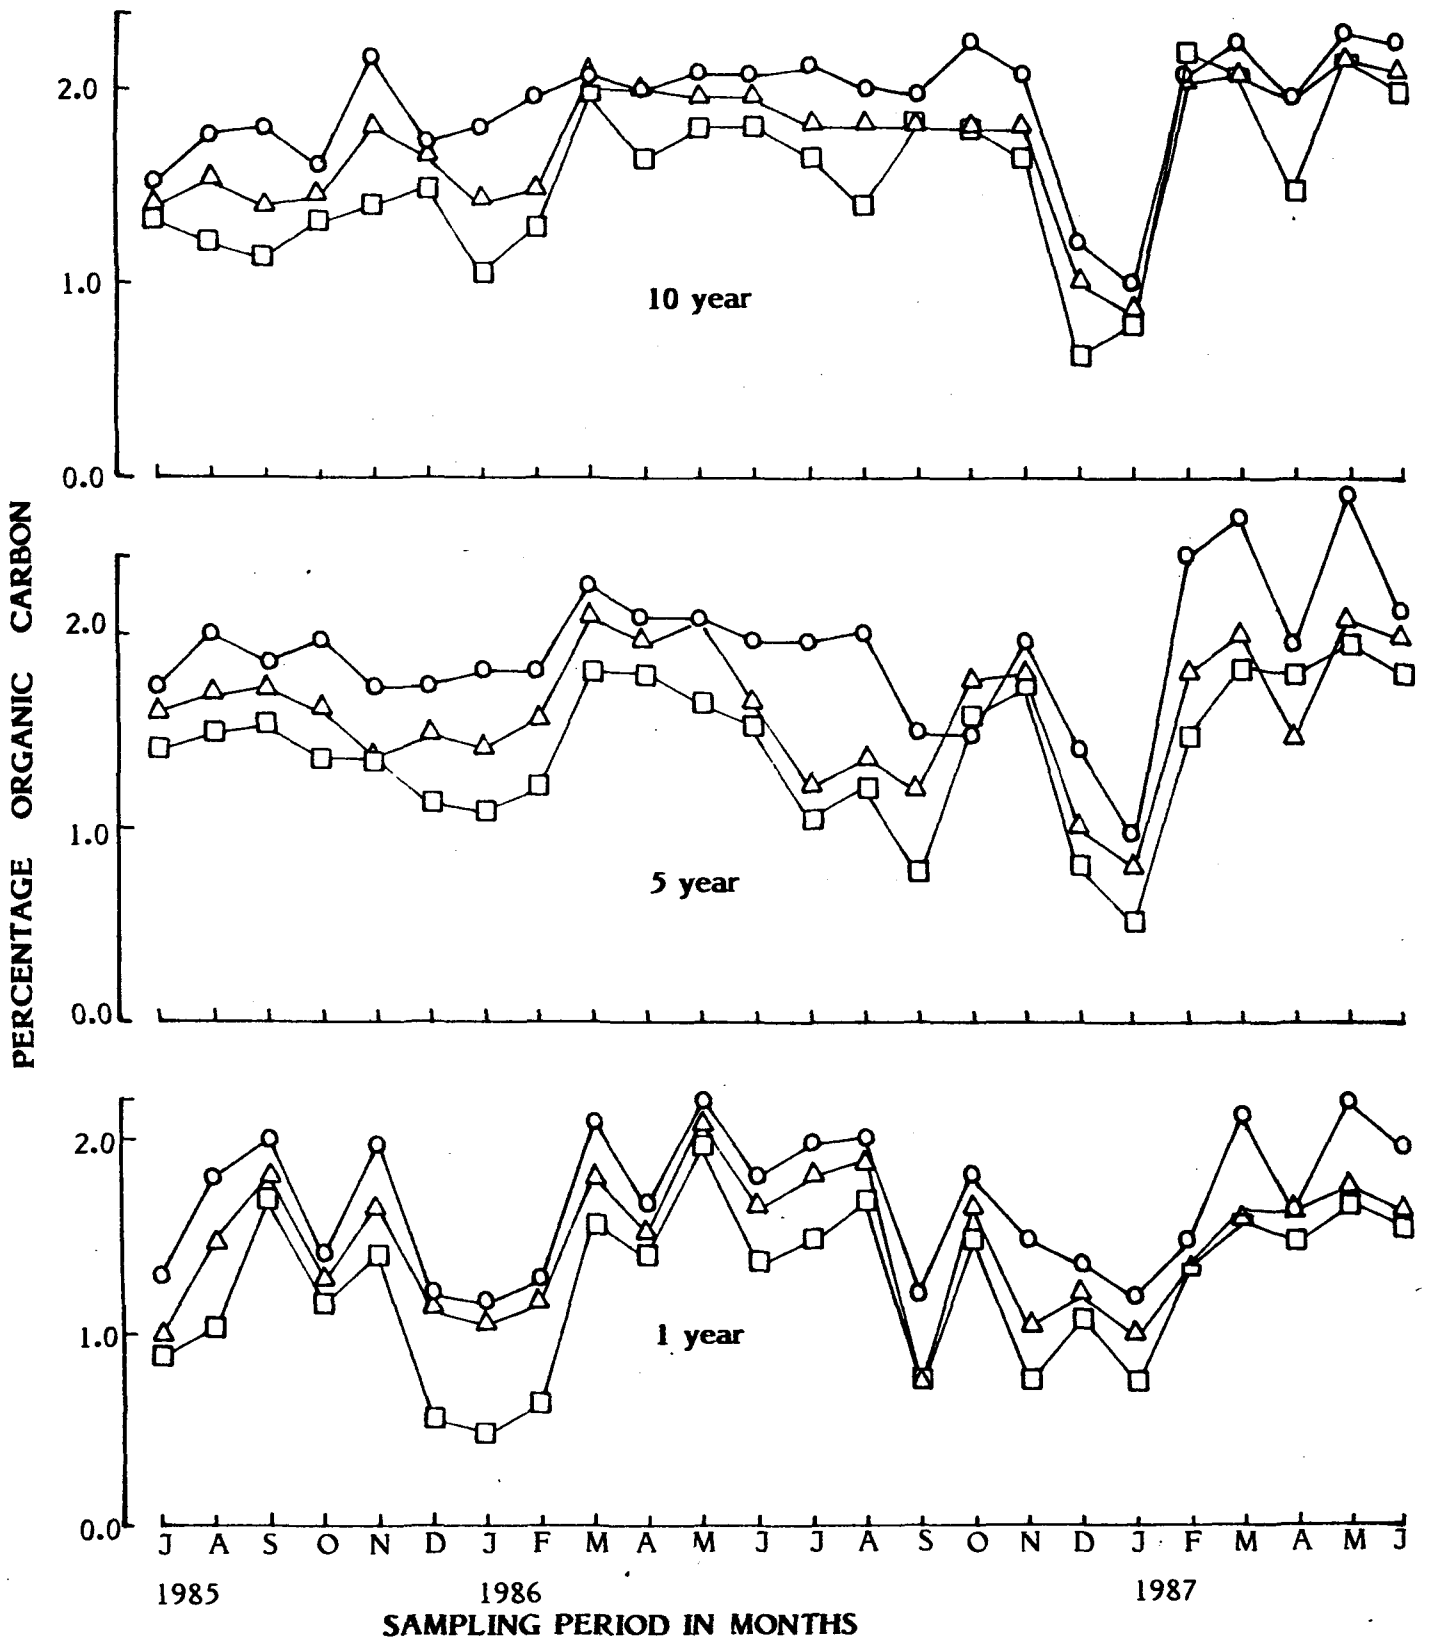 2.0
1.0
10 year
0.0
PERCENTAGE ORGANIC CARBON
2.0
1.0
5 year
0.0
2.0
1.0
1 year
0.0
J A S O N D J F M A M J J A S O N D J F M A M J
1985 1986 1987
SAMPLING PERIOD IN MONTHS